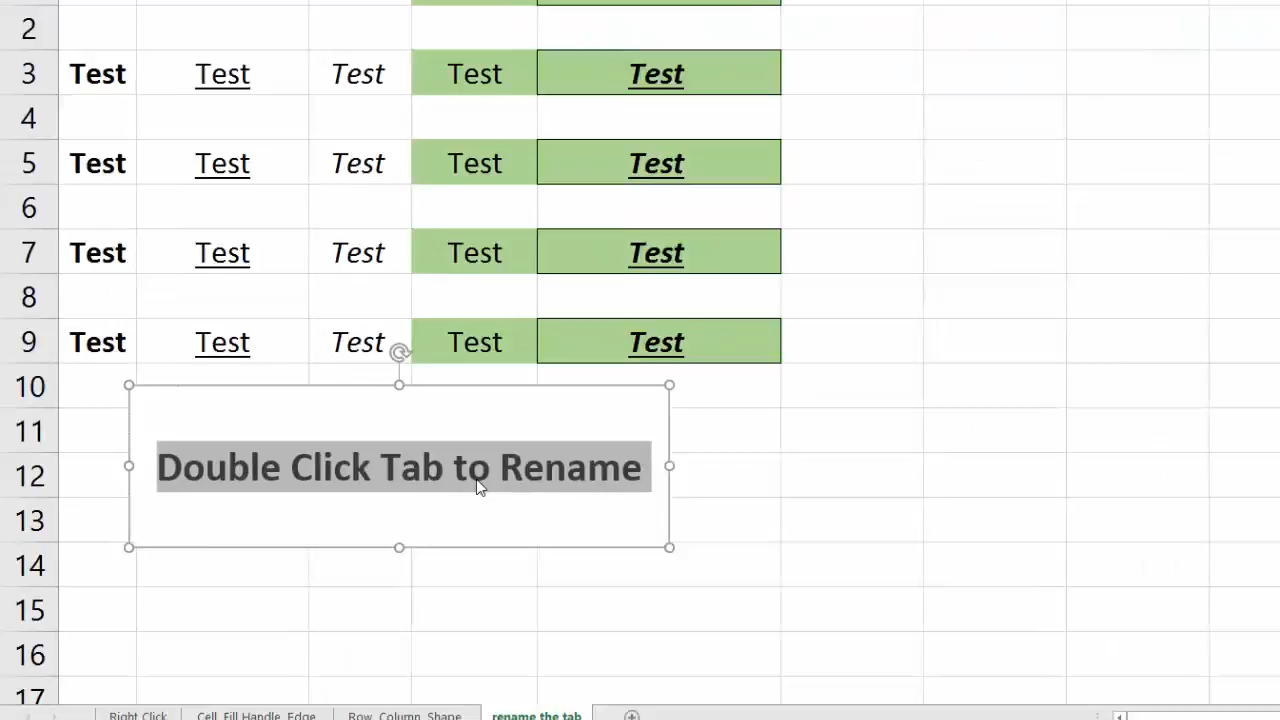 2
3 Test Test Test Test Test
4
5 Test Test Test Test Test
6
7 Test Test Test Test Test
8
9 Test Test Test Test Test
10
11
12 Double Click Tab to Rename
13
14
15
16
17
Right Click Cell, Fill Handle, Edge Row, Column, Shape rename the tab